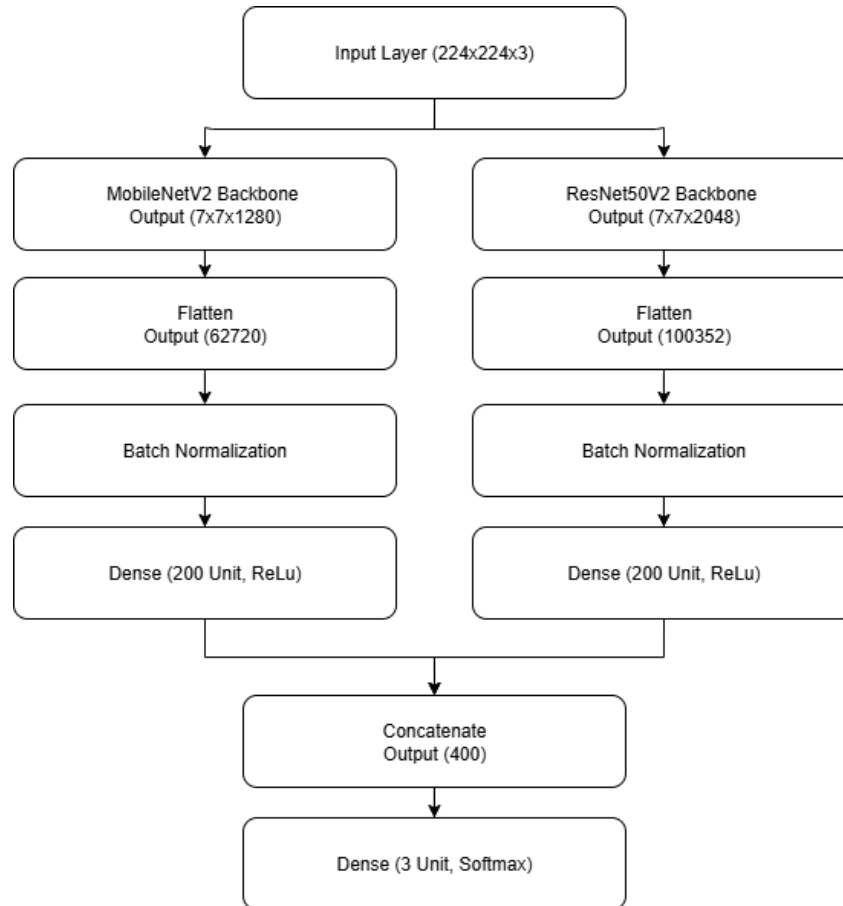 Input Layer (224x224x3)
MobileNetV2 Backbone
Output (7x7x1280)
ResNet50V2 Backbone
Output (7x7x2048)
Flatten
Output (62720)
Flatten
Output (100352)
Batch Normalization
Batch Normalization
Dense (200 Unit, ReLu)
Dense (200 Unit, ReLu)
Concatenate
Output (400)
Dense (3 Unit, Softmax)